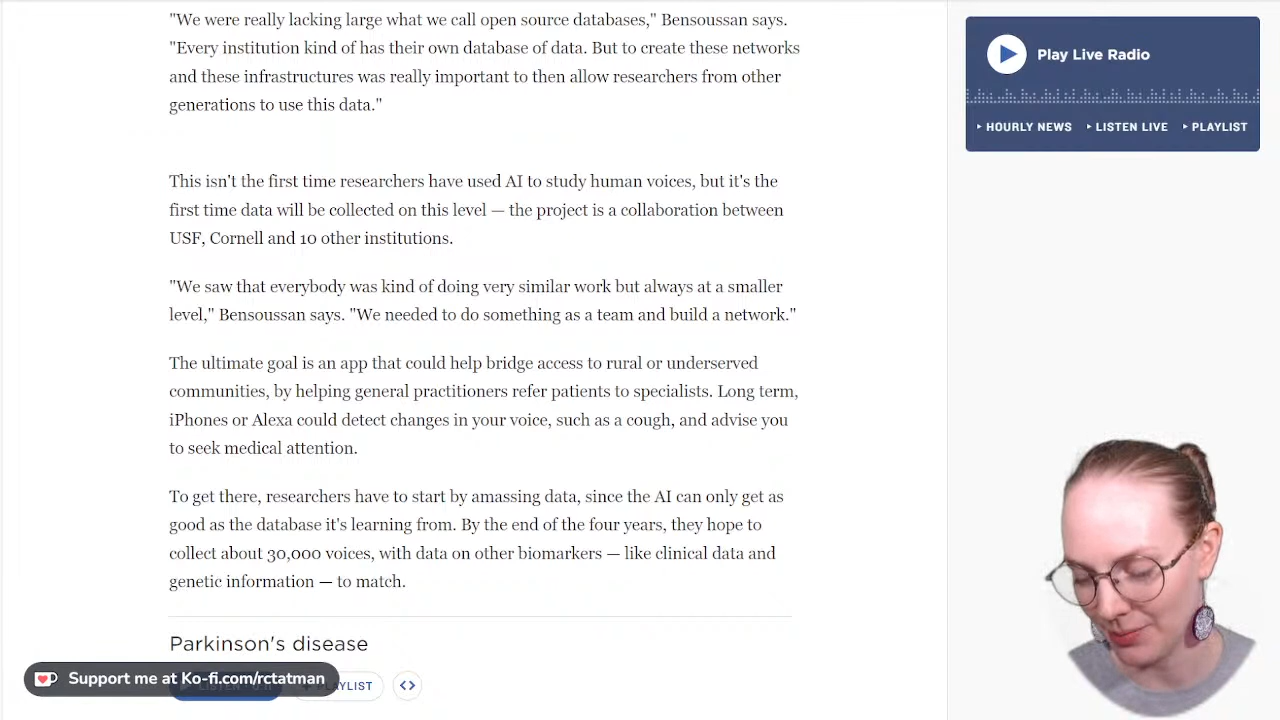 "We were really lacking large what we call open source databases," Bensoussan says.
"Every institution kind of has their own database of data. But to create these networks
and these infrastructures was really important to then allow researchers from other
generations to use this data."
This isn't the first time researchers have used AI to study human voices, but it's the
first time data will be collected on this level — the project is a collaboration between
USF, Cornell and 10 other institutions.
"We saw that everybody was kind of doing very similar work but always at a smaller
level," Bensoussan says. "We needed to do something as a team and build a network."
The ultimate goal is an app that could help bridge access to rural or underserved
communities, by helping general practitioners refer patients to specialists. Long term,
iPhones or Alexa could detect changes in your voice, such as a cough, and advise you
to seek medical attention.
To get there, researchers have to start by amassing data, since the AI can only get as
good as the database it's learning from. By the end of the four years, they hope to
collect about 30,000 voices, with data on other biomarkers — like clinical data and
genetic information — to match.
Parkinson's disease
Support me at Ko-fi.com/rctatman
PLAYLIST
Play Live Radio
HOURLY NEWS LISTEN LIVE PLAYLIST